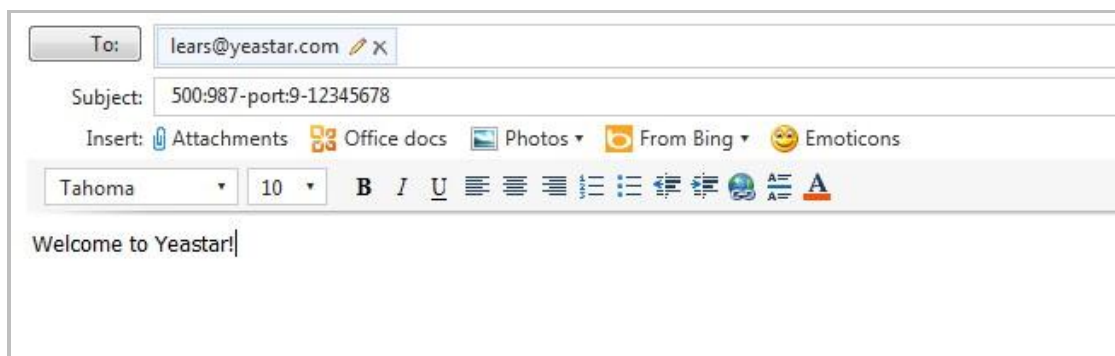 To: lears@yeastar.com
Subject: 500:987-port:9-12345678
Insert: Attachments Office docs Photos From Bing Emoticons
Tahoma 10 B I U A
Welcome to Yeastar!